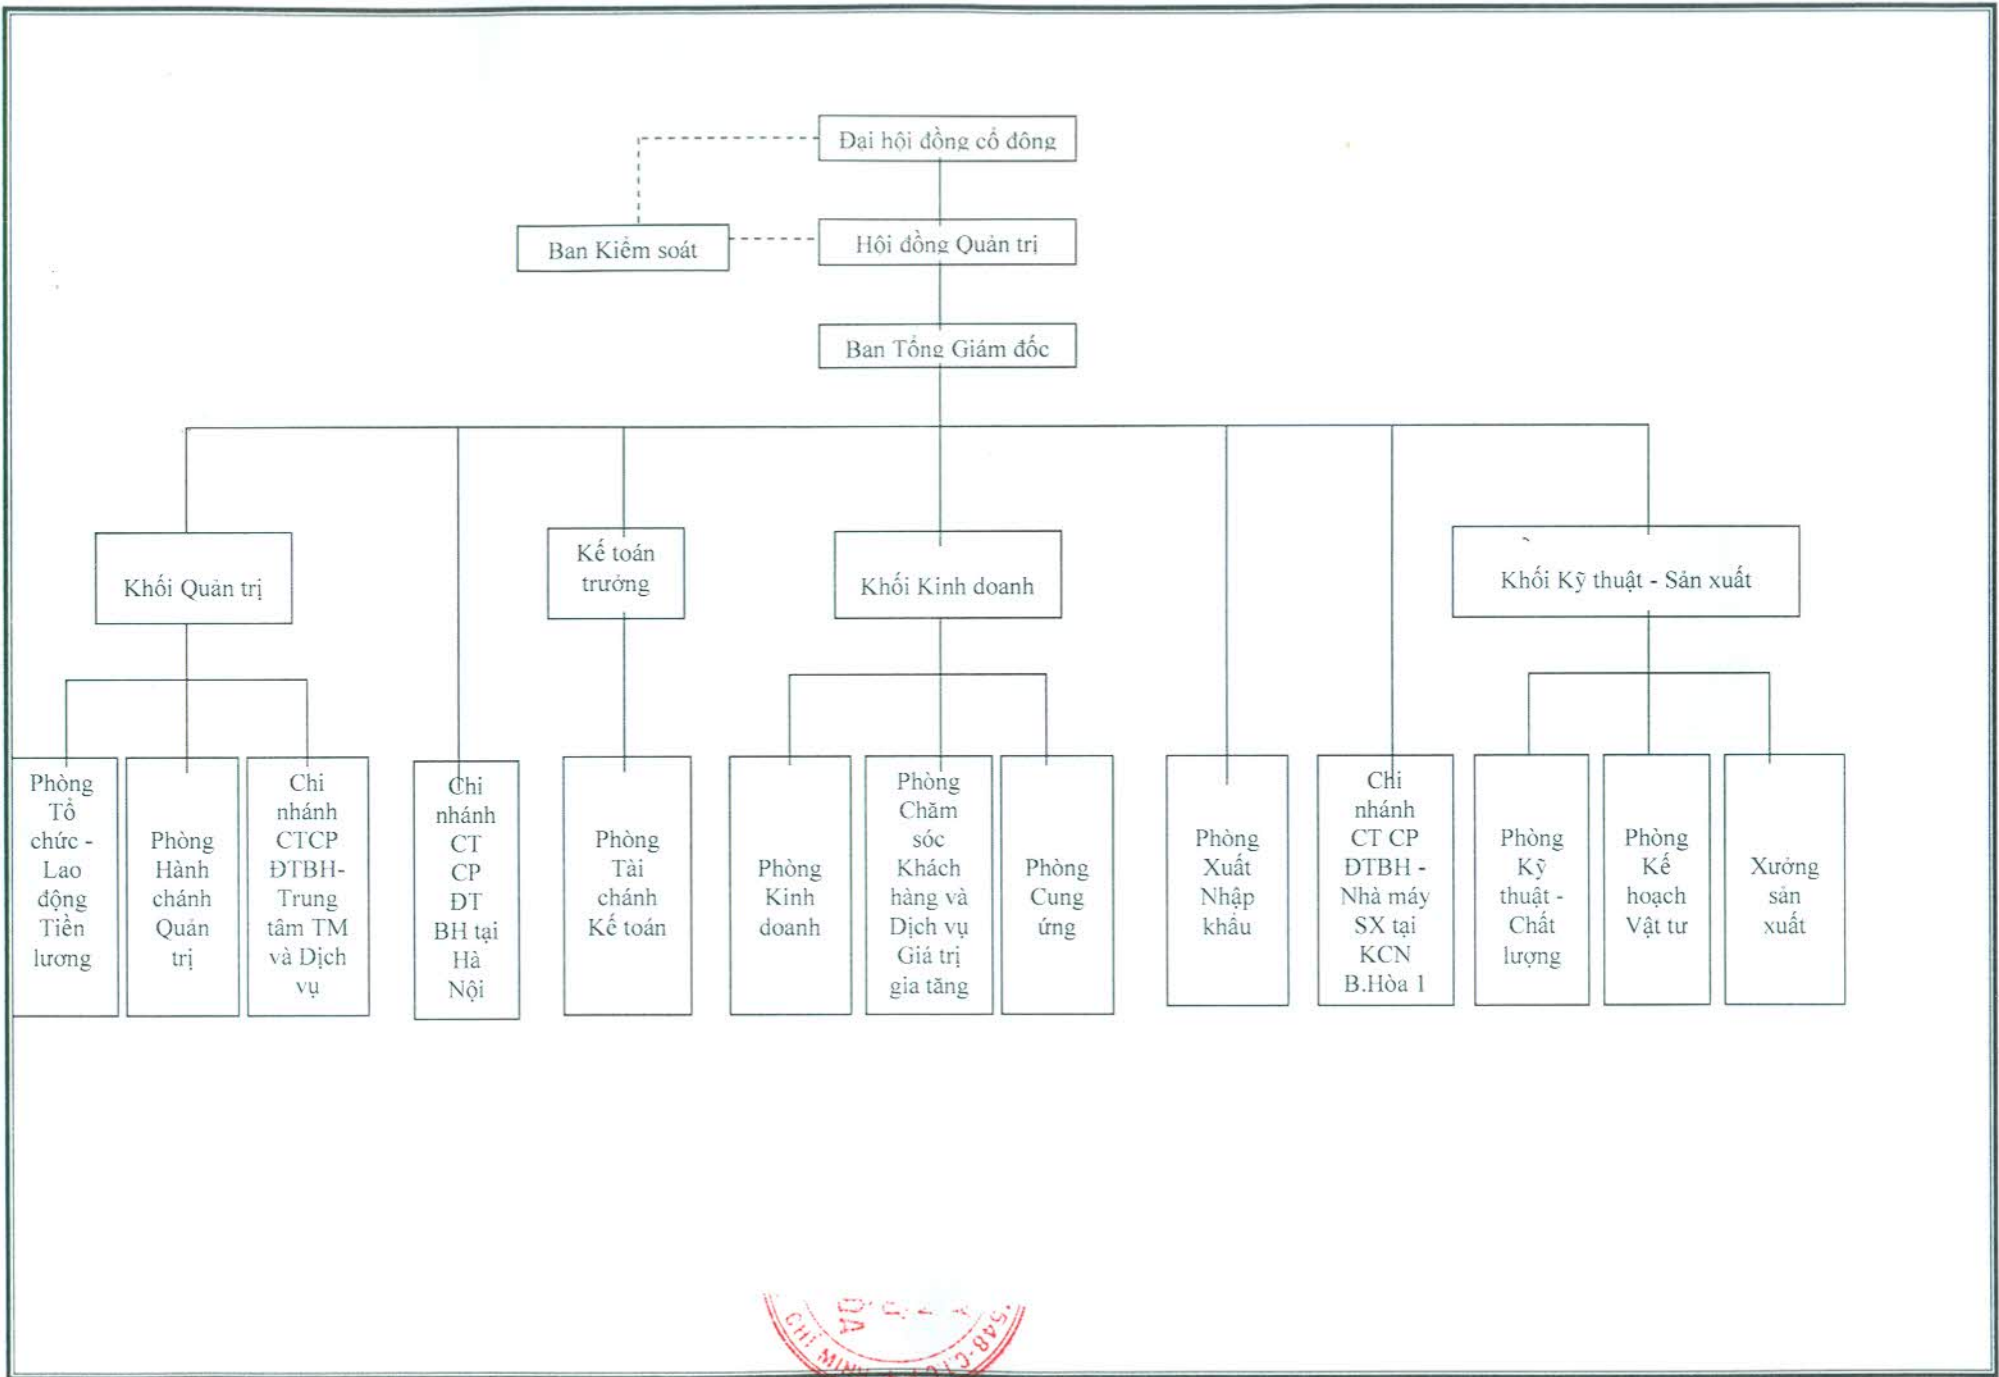 Đại hội đồng cổ đông
Ban Kiểm soát
Hội đồng Quản trị
Ban Tổng Giám đốc
Khối Quản trị
Kế toán
trưởng
Khối Kinh doanh
Khối Kỹ thuật - Sản xuất
Phòng
Tổ
chức -
Lao
động
Tiền
lương
Phòng
Hành
chánh
Quản
trị
Chi
nhánh
CTCP
ĐTBH-
Trung
tâm TM
và Dịch
vụ
Chi
nhánh
CT
CP
ĐT
BH tại
Hà
Nội
Phòng
Tài
chánh
Kế toán
Phòng
Kinh
doanh
Phòng
Chăm
sóc
Khách
hàng và
Dịch vụ
Giá trị
gia tăng
Phòng
Cung
ứng
Phòng
Xuất
Nhập
khẩu
Chi
nhánh
CT CP
ĐTBH -
Nhà máy
SX tại
KCN
B.Hòa 1
Phòng
Kỹ
thuật -
Chất
lượng
Phòng
Kế
hoạch
Vật tư
Xưởng
sản
xuất
CHÍ MINH